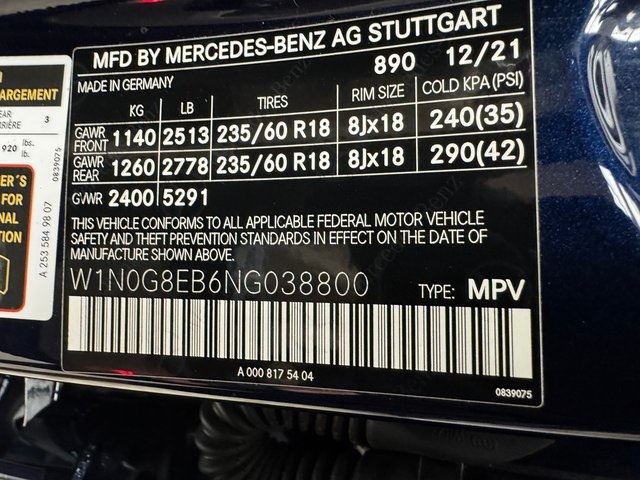 MFD BY MERCEDES-BENZ AG STUTTGART
890 12/21
MADE IN GERMANY
KG LB TIRES RIM SIZE COLD KPA (PSI)
GAWR FRONT 1140 2513 235/60 R18 8Jx18 240(35)
GAWR REAR 1260 2778 235/60 R18 8Jx18 290(42)
GVWR 2400 5291
THIS VEHICLE CONFORMS TO ALL APPLICABLE FEDERAL MOTOR VEHICLE
SAFETY AND THEFT PREVENTION STANDARDS IN EFFECT ON THE DATE OF
MANUFACTURE SHOWN ABOVE.
W1N0G8EB6NG038800 TYPE: MPV
A 000 817 54 04
0839075
ARGEMENT
3
920 lbs.
lb.
0839075
A 253 584 98 07